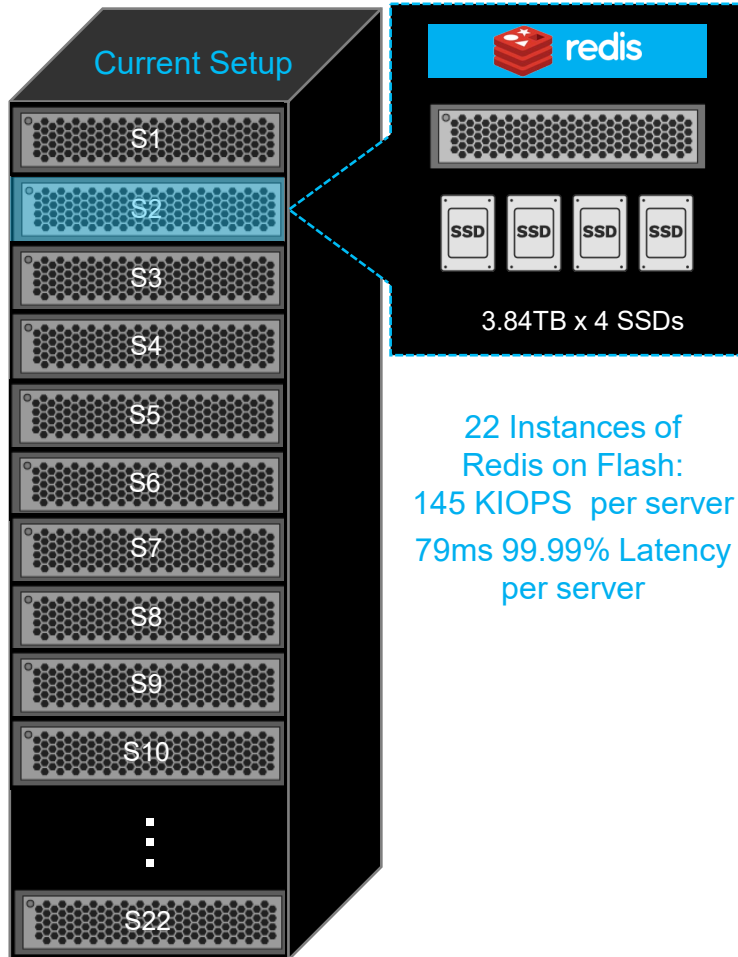 Current Setup
S1
S2
S3
S4
S5
S6
S7
S8
S9
S10
S22
redis
SSD SSD SSD SSD
3.84TB x 4 SSDs
22 Instances of
Redis on Flash:
145 KIOPS per server
79ms 99.99% Latency
per server